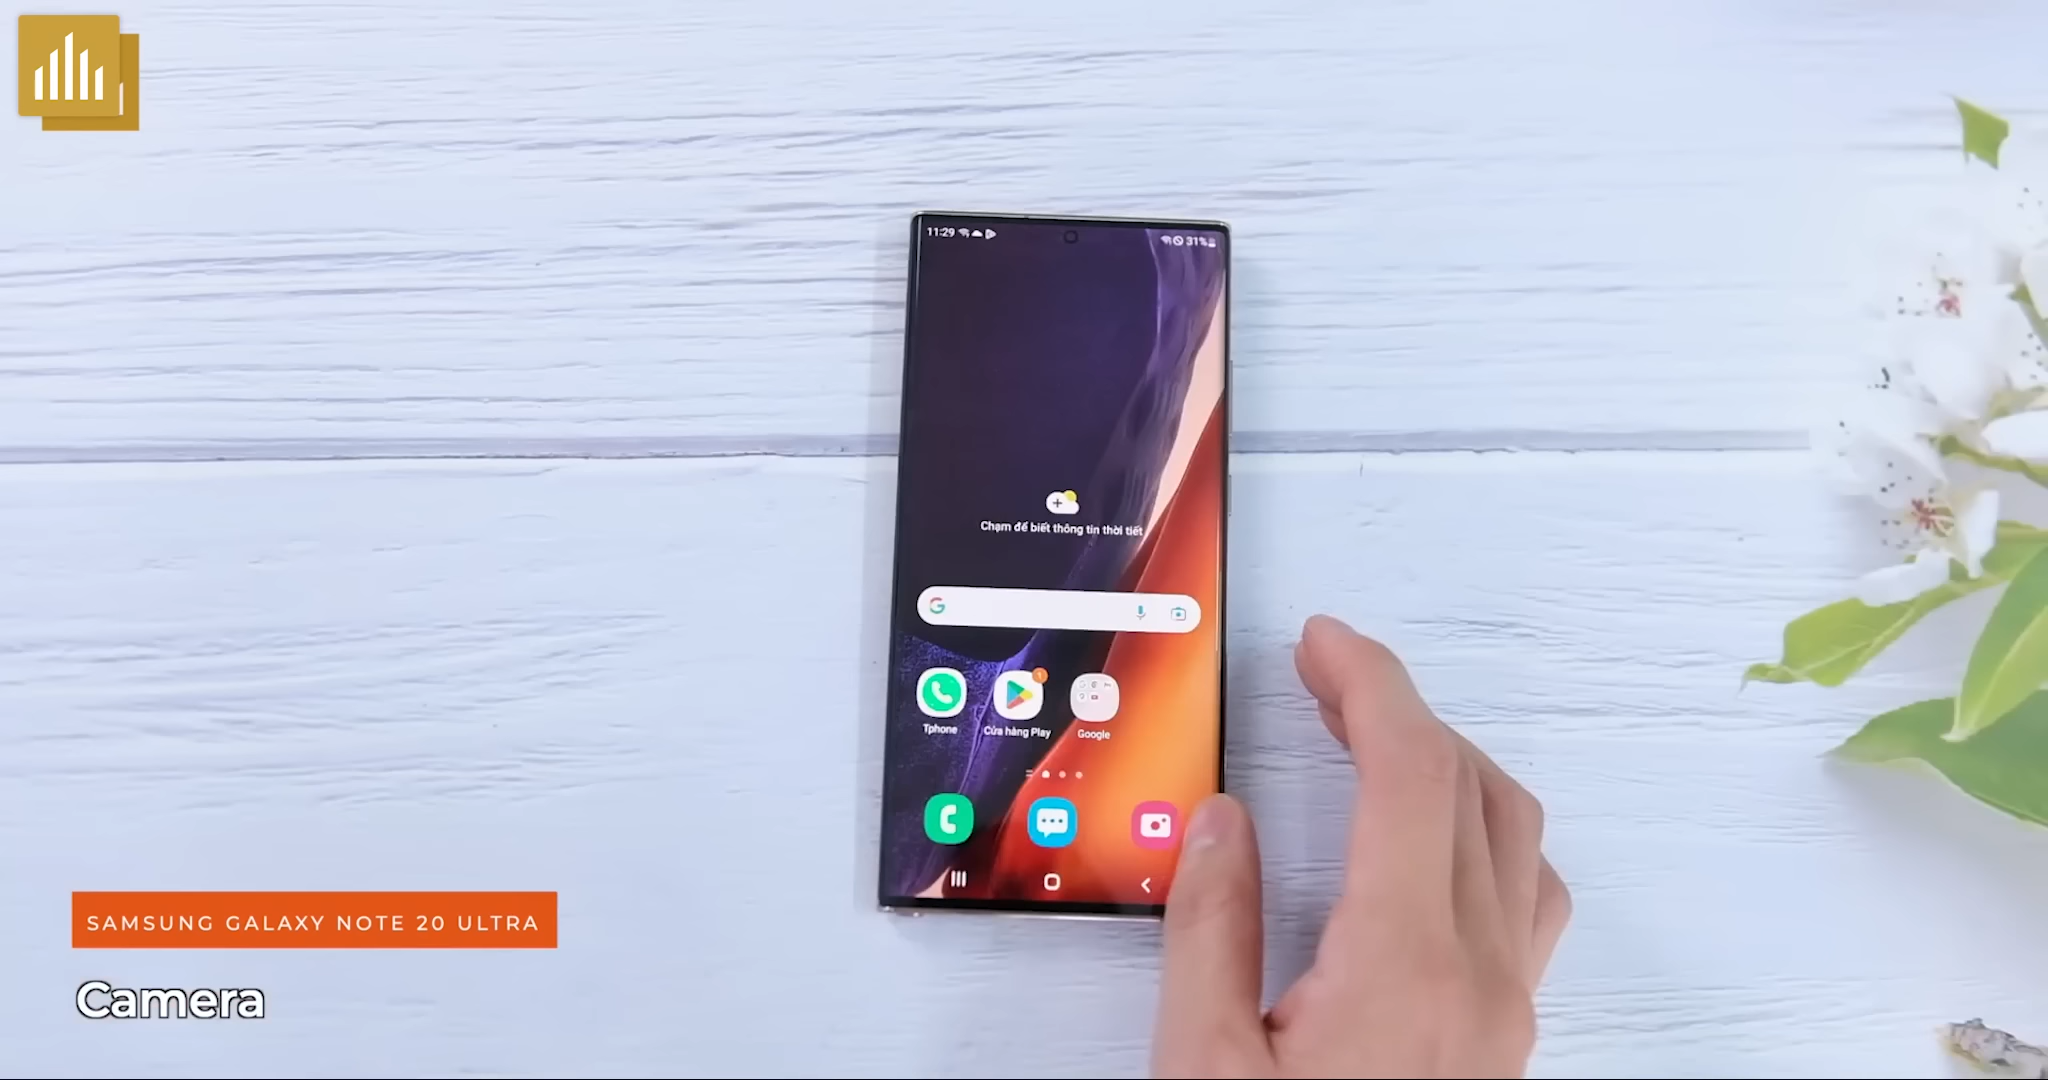 11:29
31%
Chạm để biết thông tin thời tiết
Tphone
1
Cửa hàng Play
Google
SAMSUNG GALAXY NOTE 20 ULTRA
Camera